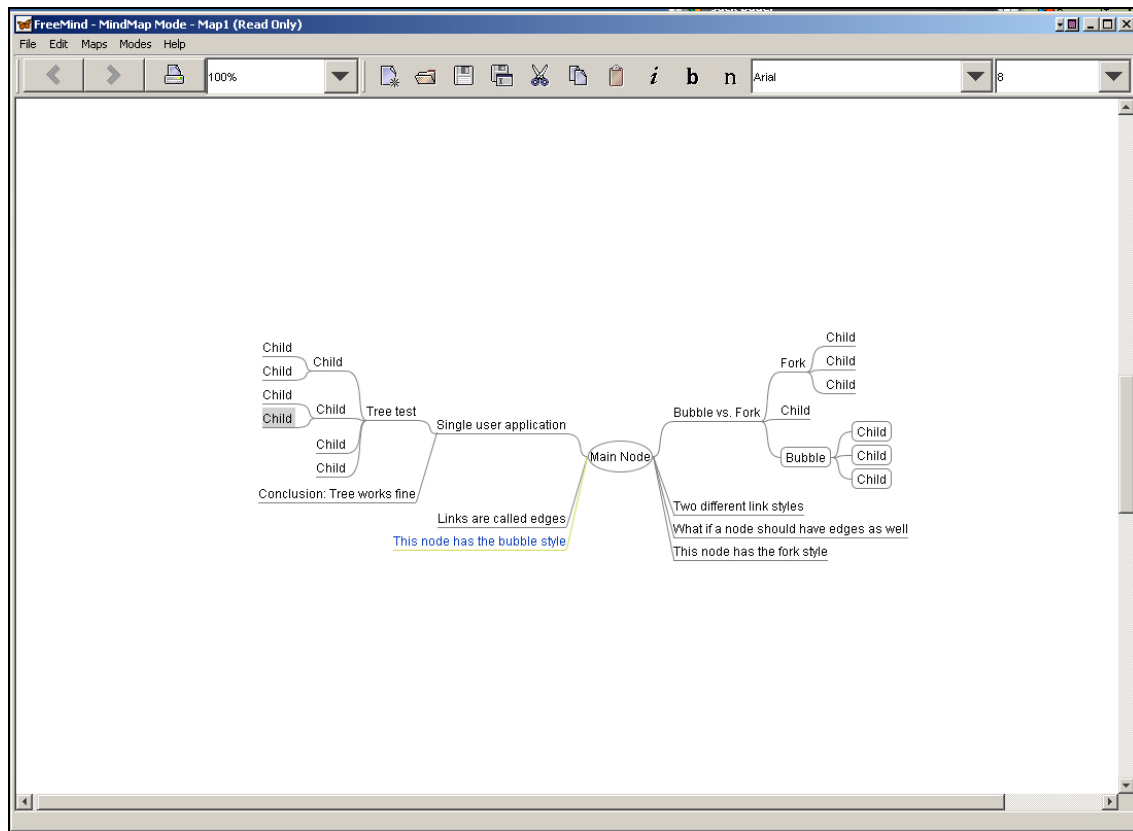 FreeMind - MindMap Mode - Map1 (Read Only)
File Edit Maps Modes Help
100%
i b n
Arial
8
Child
Child
Child
Child
Child
Child
Child
Child
Tree test
Single user application
Conclusion: Tree works fine
Links are called edges
This node has the bubble style
Main Node
Bubble vs. Fork
Fork
Child
Child
Child
Child
Bubble
Child
Child
Child
Two different link styles
What if a node should have edges as well
This node has the fork style